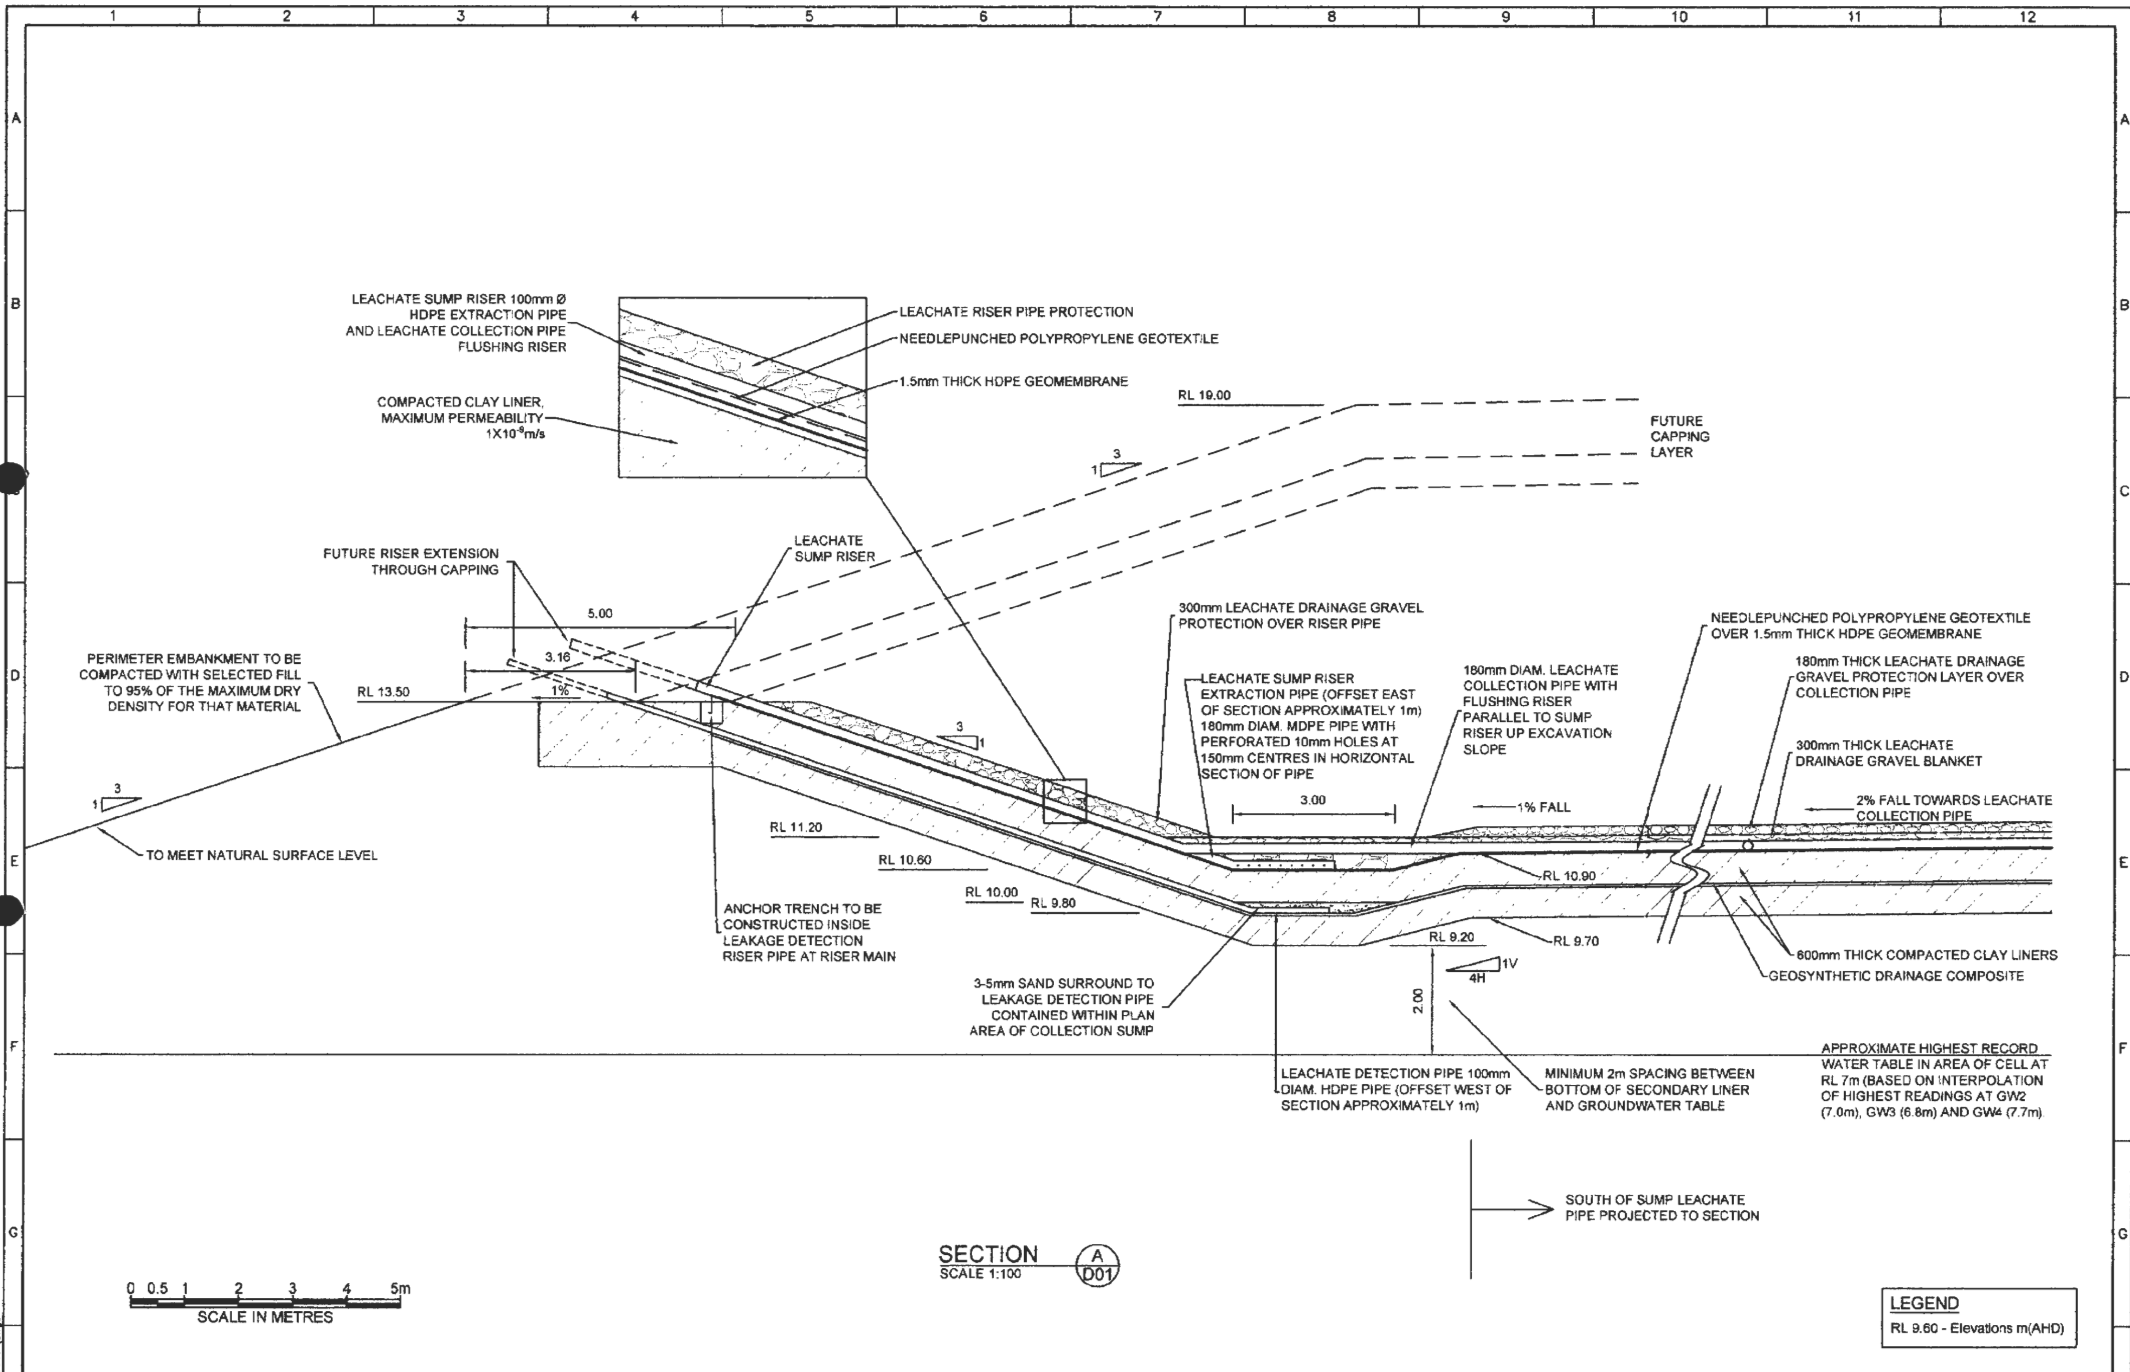 1 2 3 4 5 6 7 8 9 10 11 12
A
A
B
B
C
D
D
E
E
F
F
G
G
LEACHATE SUMP RISER 100mm Ø
HDPE EXTRACTION PIPE
AND LEACHATE COLLECTION PIPE
FLUSHING RISER
COMPACTED CLAY LINER,
MAXIMUM PERMEABILITY
1X10⁻⁹m/s
LEACHATE RISER PIPE PROTECTION
NEEDLEPUNCHED POLYPROPYLENE GEOTEXTILE
1.5mm THICK HDPE GEOMEMBRANE
RL 19.00
FUTURE
CAPPING
LAYER
3
1
FUTURE RISER EXTENSION
THROUGH CAPPING
LEACHATE
SUMP RISER
5.00
3.16
1%
RL 13.50
PERIMETER EMBANKMENT TO BE
COMPACTED WITH SELECTED FILL
TO 95% OF THE MAXIMUM DRY
DENSITY FOR THAT MATERIAL
3
1
TO MEET NATURAL SURFACE LEVEL
300mm LEACHATE DRAINAGE GRAVEL
PROTECTION OVER RISER PIPE
LEACHATE SUMP RISER
EXTRACTION PIPE (OFFSET EAST
OF SECTION APPROXIMATELY 1m)
180mm DIAM. MDPE PIPE WITH
PERFORATED 10mm HOLES AT
150mm CENTRES IN HORIZONTAL
SECTION OF PIPE
180mm DIAM. LEACHATE
COLLECTION PIPE WITH
FLUSHING RISER
PARALLEL TO SUMP
RISER UP EXCAVATION
SLOPE
NEEDLEPUNCHED POLYPROPYLENE GEOTEXTILE
OVER 1.5mm THICK HDPE GEOMEMBRANE
180mm THICK LEACHATE DRAINAGE
GRAVEL PROTECTION LAYER OVER
COLLECTION PIPE
300mm THICK LEACHATE
DRAINAGE GRAVEL BLANKET
3
1
3.00
1% FALL
2% FALL TOWARDS LEACHATE
COLLECTION PIPE
RL 11.20
RL 10.60
RL 10.00
RL 9.80
RL 10.90
RL 9.20
RL 9.70
1V
4H
2.00
ANCHOR TRENCH TO BE
CONSTRUCTED INSIDE
LEAKAGE DETECTION
RISER PIPE AT RISER MAIN
3-5mm SAND SURROUND TO
LEAKAGE DETECTION PIPE
CONTAINED WITHIN PLAN
AREA OF COLLECTION SUMP
600mm THICK COMPACTED CLAY LINERS
GEOSYNTHETIC DRAINAGE COMPOSITE
LEACHATE DETECTION PIPE 100mm
DIAM. HDPE PIPE (OFFSET WEST OF
SECTION APPROXIMATELY 1m)
MINIMUM 2m SPACING BETWEEN
BOTTOM OF SECONDARY LINER
AND GROUNDWATER TABLE
APPROXIMATE HIGHEST RECORD
WATER TABLE IN AREA OF CELL AT
RL 7m (BASED ON INTERPOLATION
OF HIGHEST READINGS AT GW2
(7.0m), GW3 (6.8m) AND GW4 (7.7m)
SOUTH OF SUMP LEACHATE
PIPE PROJECTED TO SECTION
SECTION
SCALE 1:100
A
D01
0 0.5 1 2 3 4 5m
SCALE IN METRES
LEGEND
RL 9.60 - Elevations m(AHD)